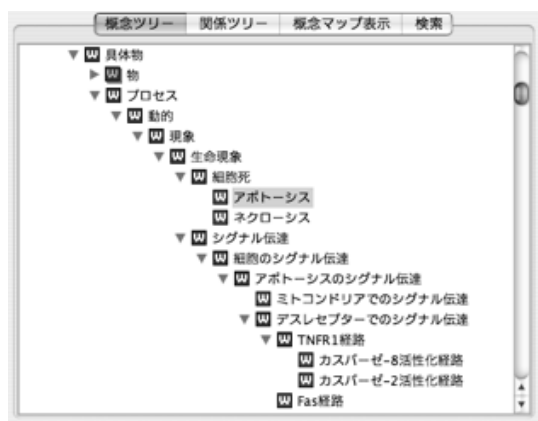 概念ツリー 関係ツリー 概念マップ表示 検索
W 具体物
W 物
W プロセス
W 動的
W 現象
W 生命現象
W 細胞死
W アポトーシス
W ネクローシス
W シグナル伝達
W 細胞のシグナル伝達
W アポトーシスのシグナル伝達
W ミトコンドリアでのシグナル伝達
W デスレセプターでのシグナル伝達
W TNFR1経路
W カスパーゼ-8活性化経路
W カスパーゼ-2活性化経路
W Fas経路